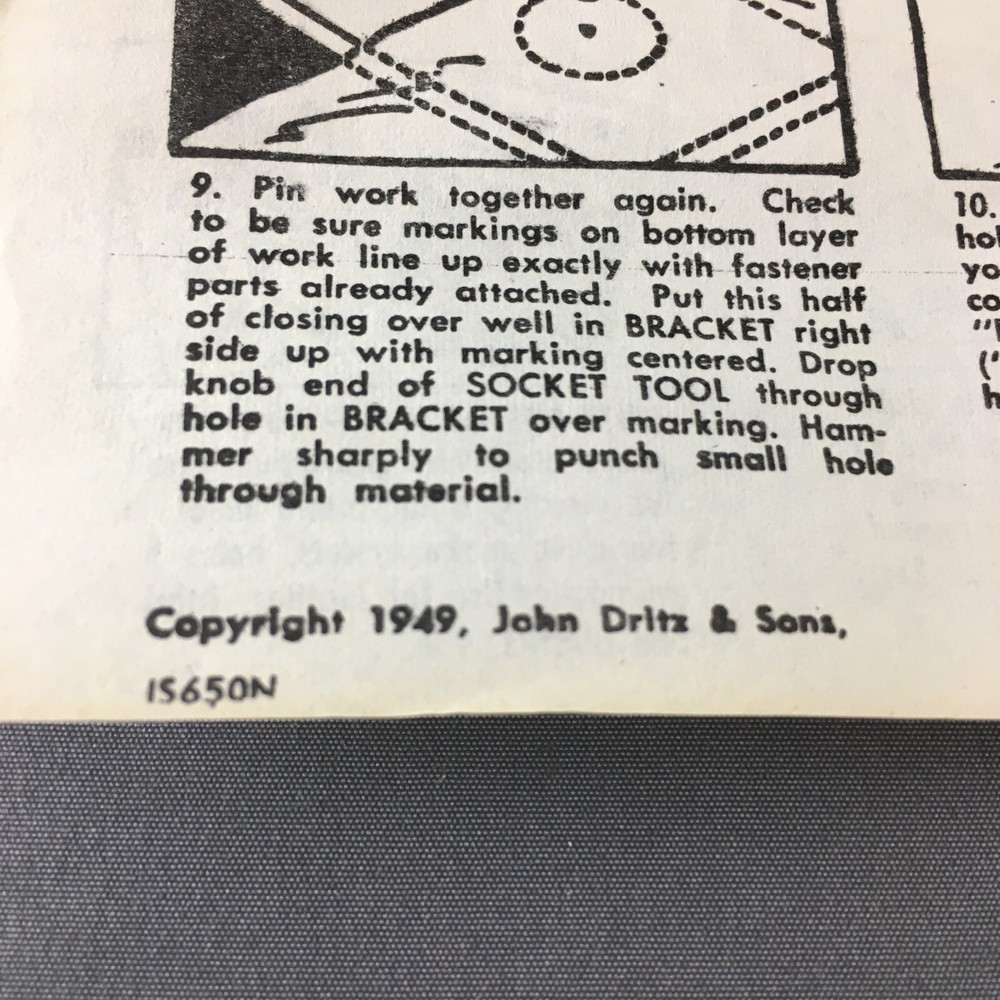 9. Pin work together again. Check
to be sure markings on bottom layer
of work line up exactly with fastener
parts already attached. Put this half
of closing over well in BRACKET right
side up with marking centered. Drop
knob end of SOCKET TOOL through
hole in BRACKET over marking. Ham-
mer sharply to punch small hole
through material.
Copyright 1949, John Dritz & Sons,
IS650N
10.